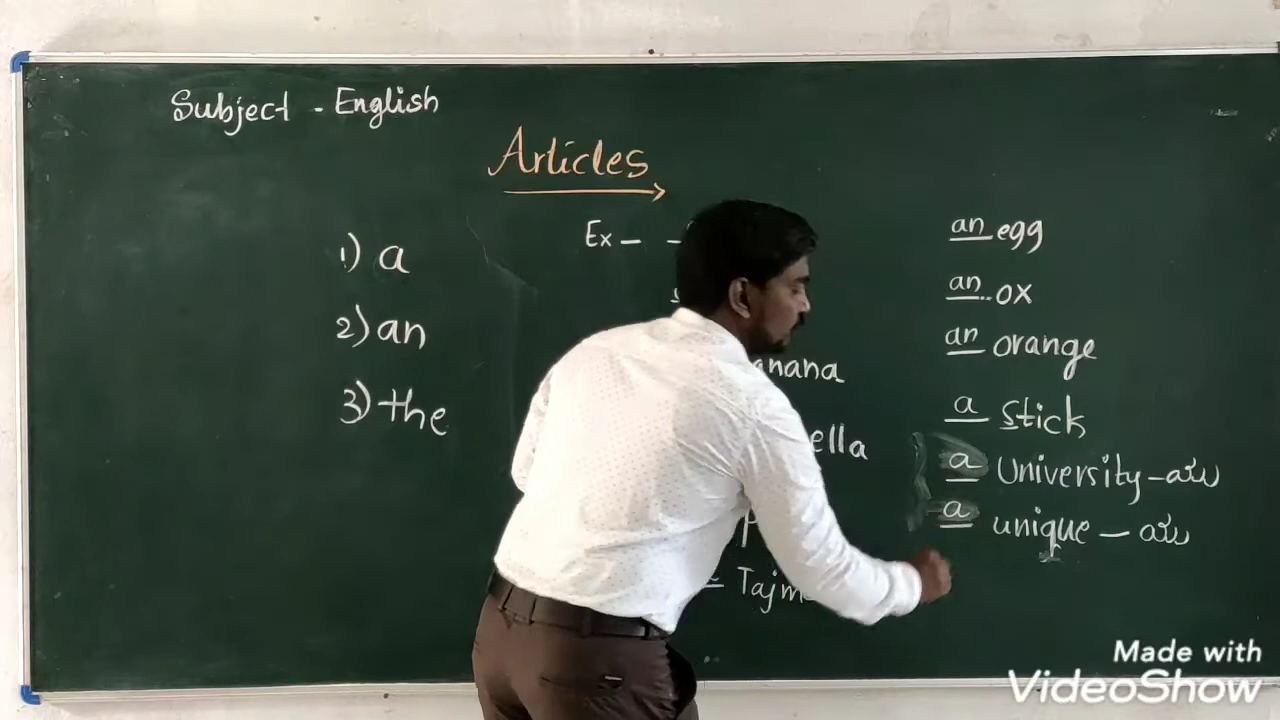 Subject - English
Articles
1) a
2) an
3) the
Ex -
anana
ella
Tajm
an egg
an ox
an orange
a stick
a University - ಯು
a unique - ಯು
Made with
VideoShow